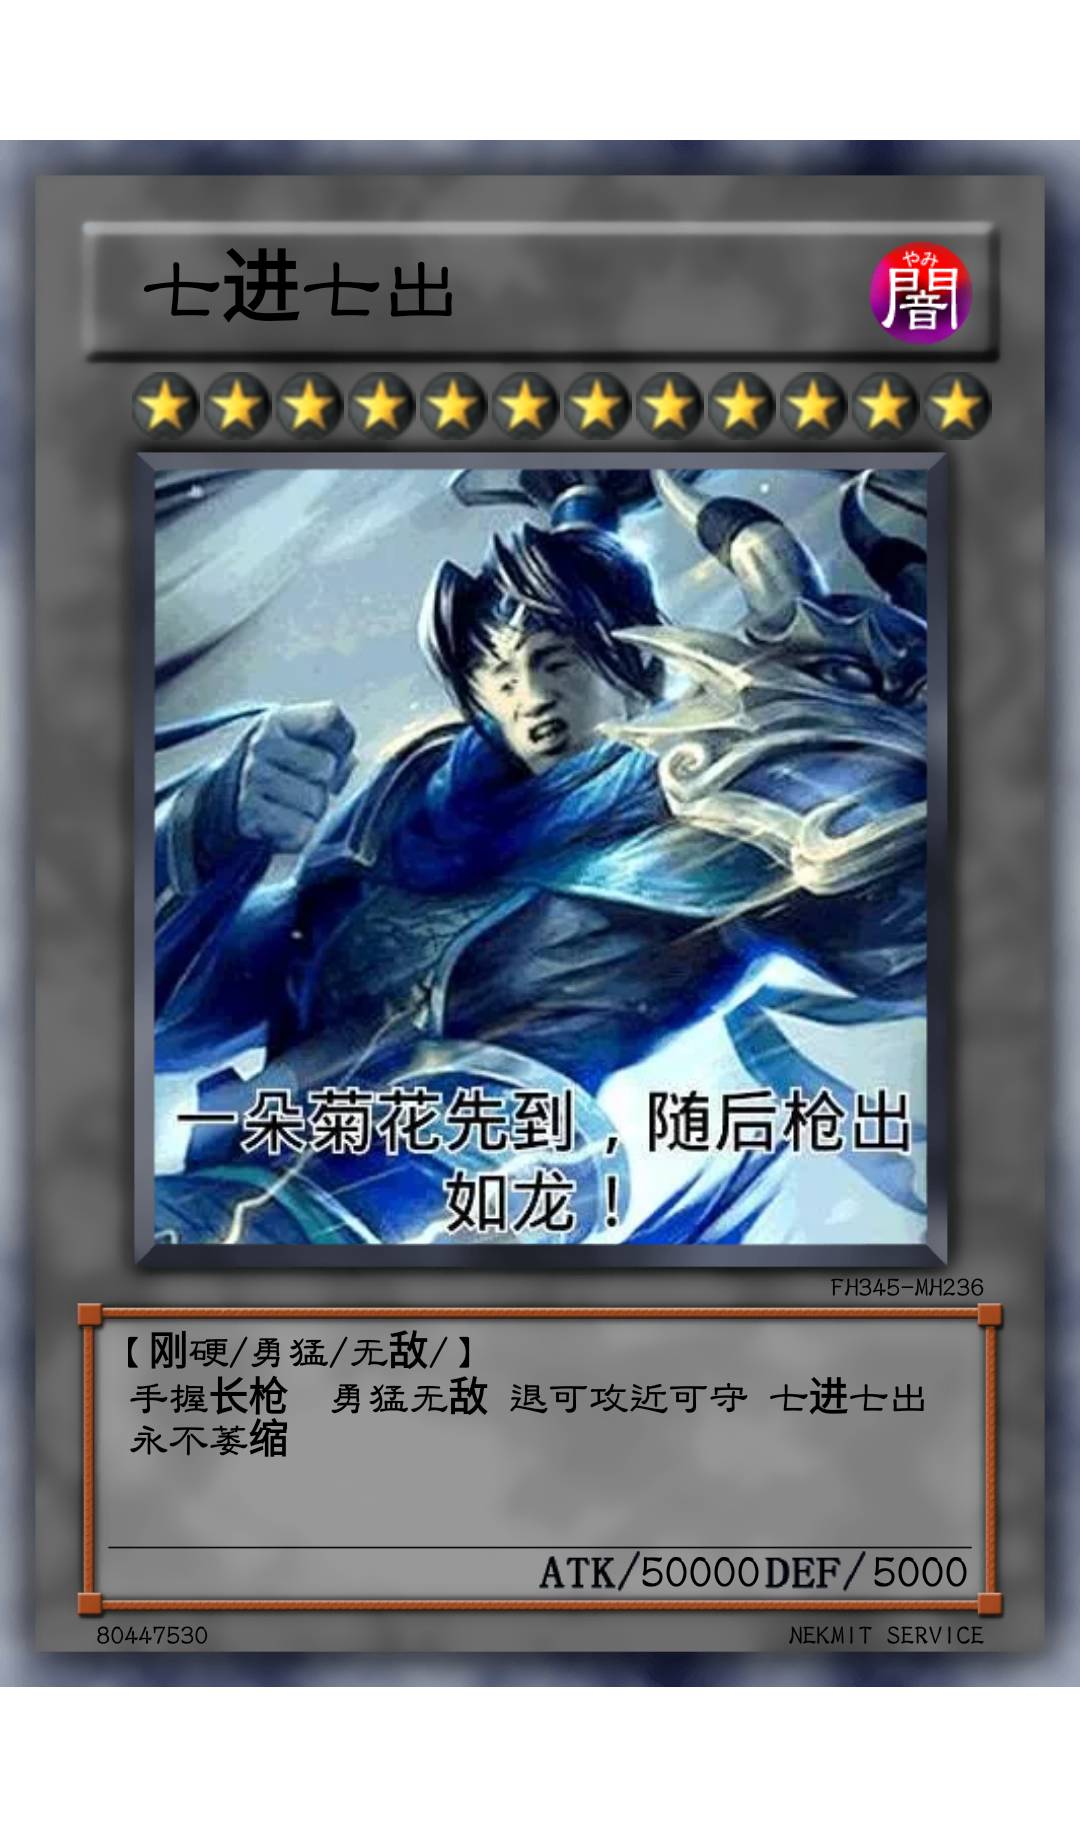 七进七出
やみ
闇
一朵菊花先到，随后枪出
如龙！
FH345-MH236
【刚硬/勇猛/无敌/】
手握长枪　勇猛无敌 退可攻近可守 七进七出
永不萎缩
ATK/50000 DEF/5000
80447530 NEKMIT SERVICE